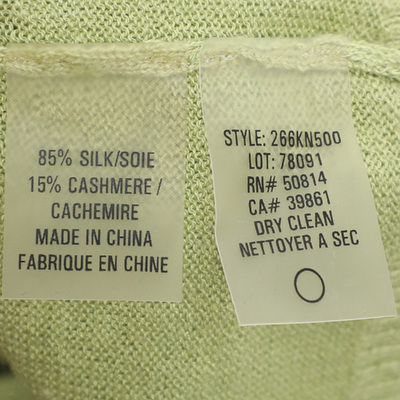 85% SILK/SOIE
15% CASHMERE /
CACHEMIRE
MADE IN CHINA
FABRIQUE EN CHINE
STYLE: 266KN500
LOT: 78091
RN# 50814
CA# 39861
DRY CLEAN
NETTOYER A SEC